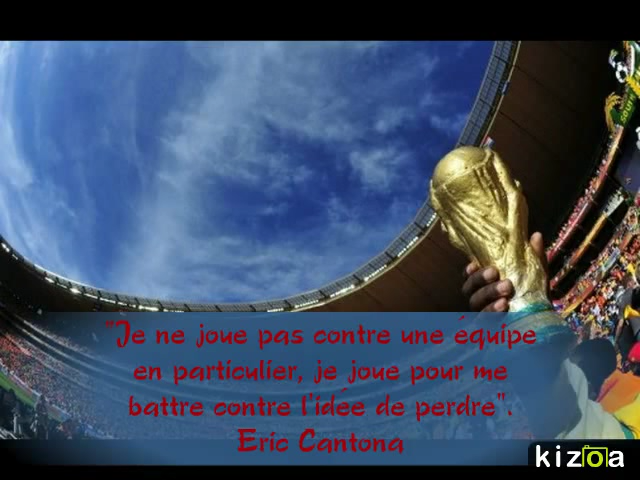 "Je ne joue pas contre une équipe
en particulier, je joue pour me
battre contre l'idée de perdre".
Eric Cantona
kizoa